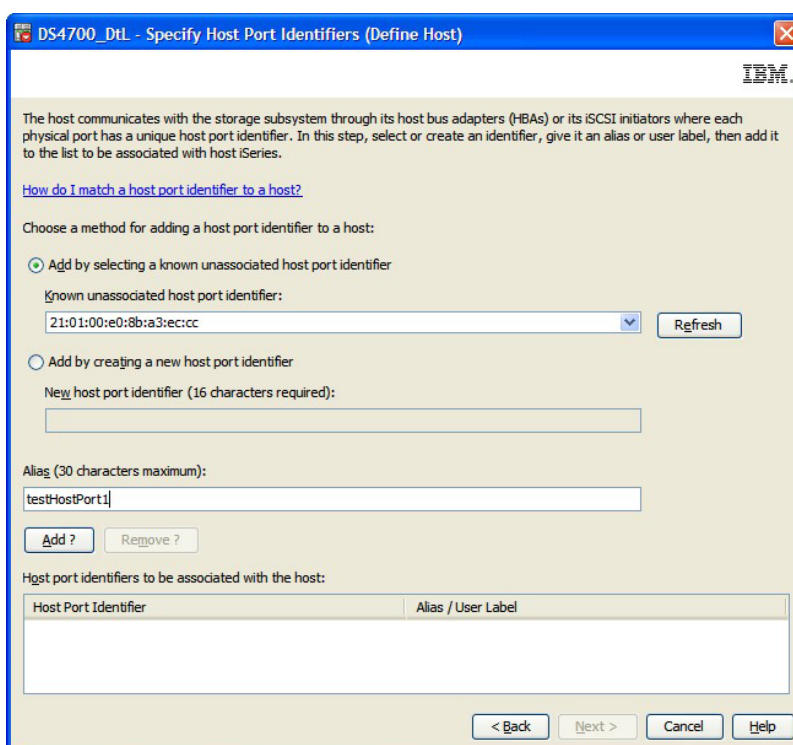 DS4700_DtL - Specify Host Port Identifiers (Define Host)
IBM.
The host communicates with the storage subsystem through its host bus adapters (HBAs) or its iSCSI initiators where each
physical port has a unique host port identifier. In this step, select or create an identifier, give it an alias or user label, then add it
to the list to be associated with host iSeries.
How do I match a host port identifier to a host?
Choose a method for adding a host port identifier to a host:
Add by selecting a known unassociated host port identifier
Known unassociated host port identifier:
21:01:00:e0:8b:a3:ec:cc
Refresh
Add by creating a new host port identifier
New host port identifier (16 characters required):
Alias (30 characters maximum):
testHostPort1
Add ? Remove ?
Host port identifiers to be associated with the host:
Host Port Identifier Alias / User Label
< Back Next > Cancel Help